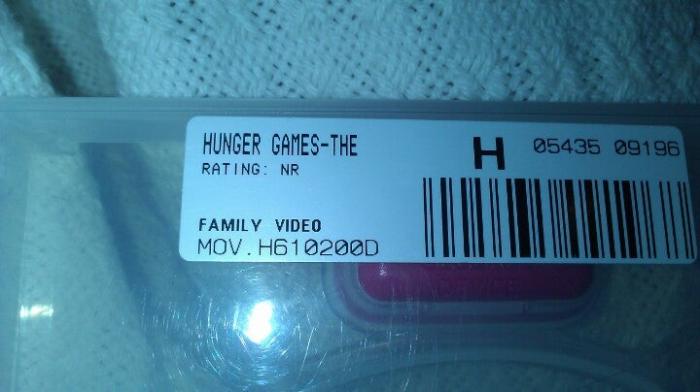 HUNGER GAMES-THE
RATING: NR
H
05435 09196
FAMILY VIDEO
MOV.H610200D